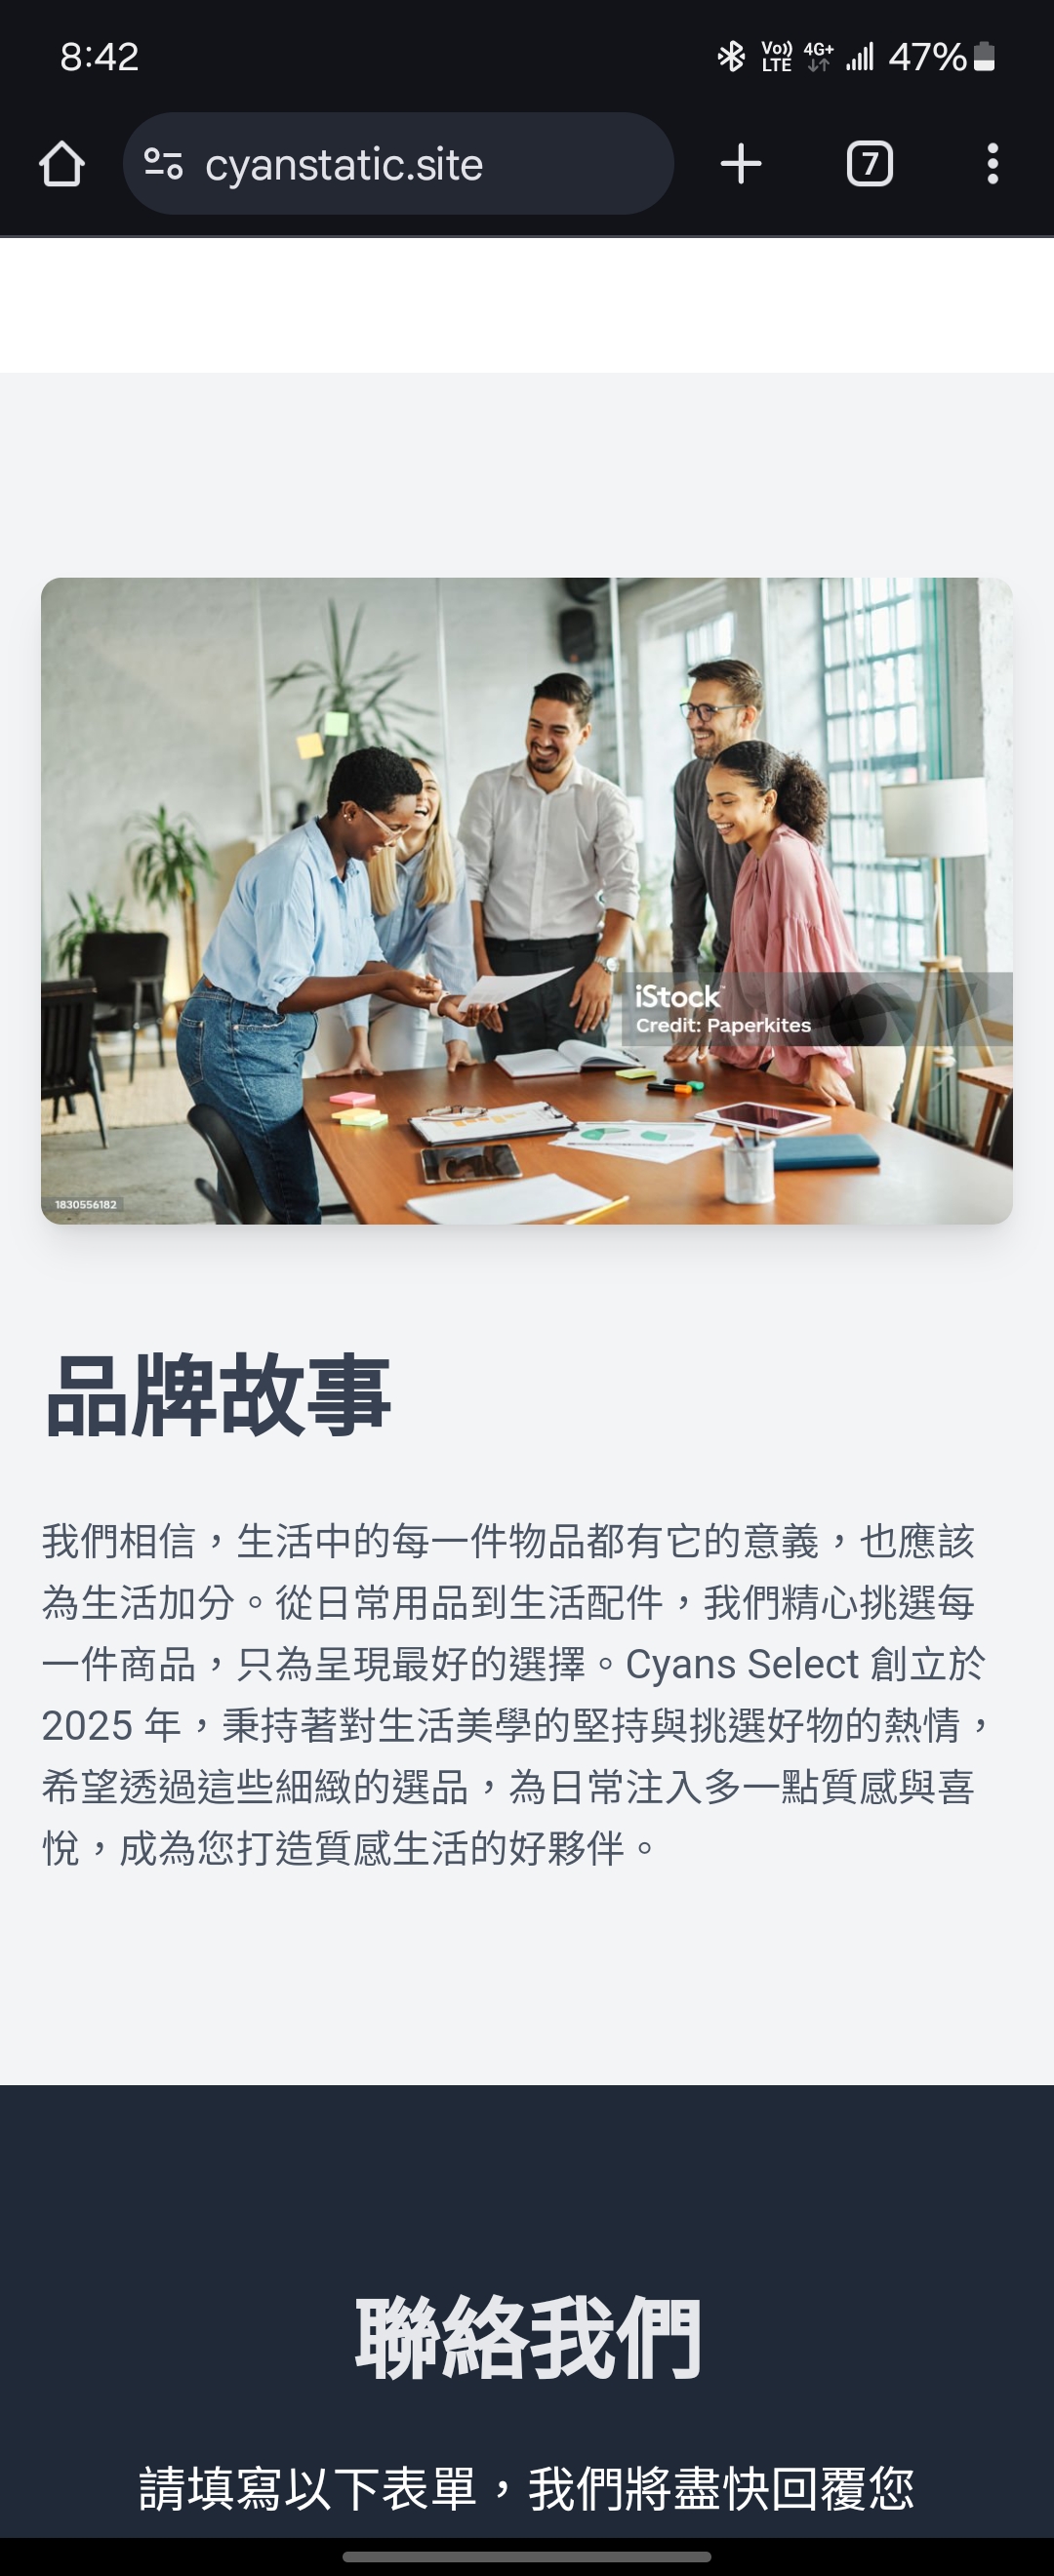 8:42
Vo)) LTE 4G+ 47%
cyanstatic.site
7
iStock
Credit: Paperkites
1830556182
品牌故事
我們相信，生活中的每一件物品都有它的意義，也應該
為生活加分。從日常用品到生活配件，我們精心挑選每
一件商品，只為呈現最好的選擇。Cyans Select 創立於
2025 年，秉持著對生活美學的堅持與挑選好物的熱情，
希望透過這些細緻的選品，為日常注入多一點質感與喜
悅，成為您打造質感生活的好夥伴。
聯絡我們
請填寫以下表單，我們將盡快回覆您